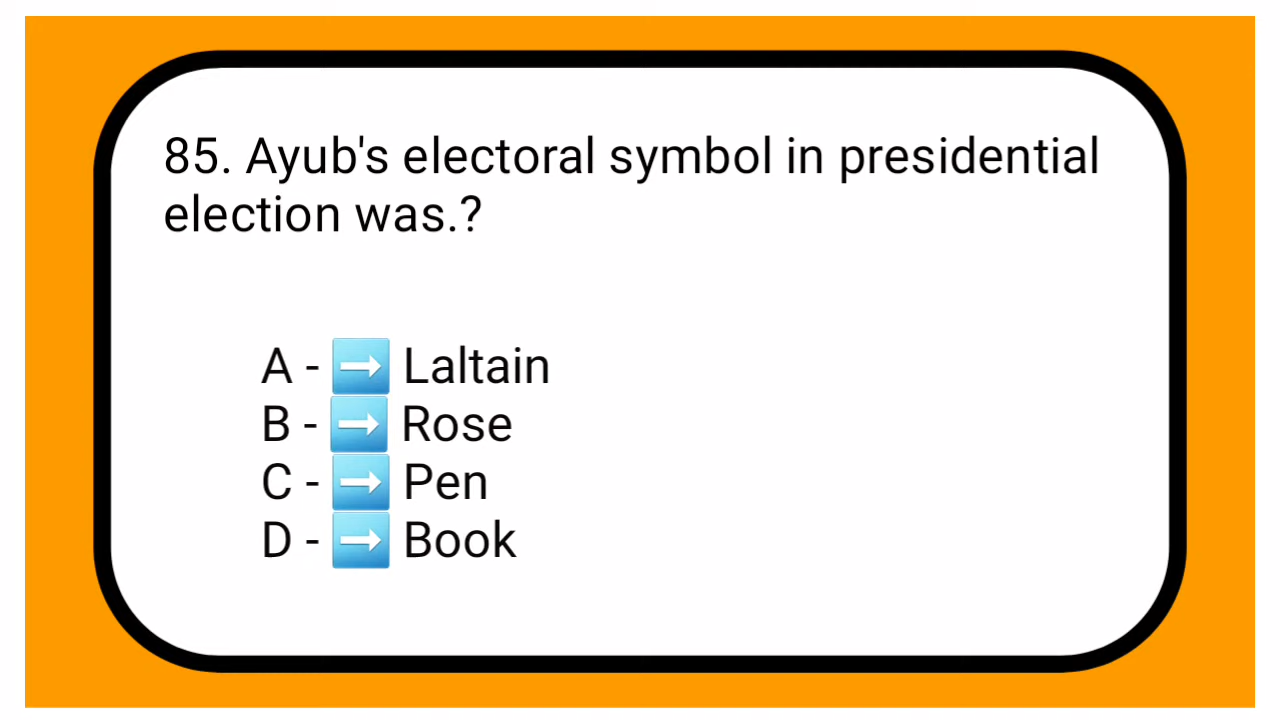 85. Ayub's electoral symbol in presidential
election was.?
A - ➡️ Laltain
B - ➡️ Rose
C - ➡️ Pen
D - ➡️ Book